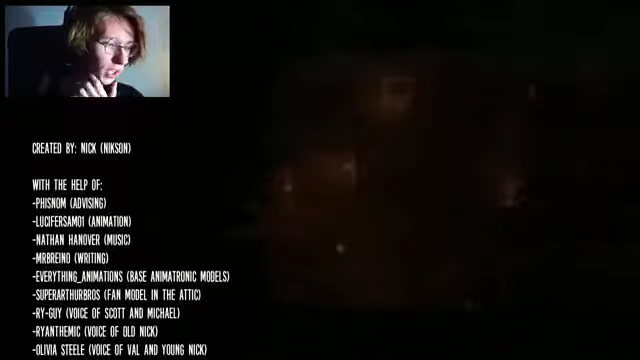 CREATED BY: NICK (NIKSON)
WITH THE HELP OF:
-PHISNOM (ADVISING)
-LUCIFERSAM01 (ANIMATION)
-NATHAN HANOVER (MUSIC)
-MRBREINO (WRITING)
-EVERYTHING_ANIMATIONS (BASE ANIMATRONIC MODELS)
-SUPERARTHURBROS (FAN MODEL IN THE ATTIC)
-RY-GUY (VOICE OF SCOTT AND MICHAEL)
-RYANTHEMIC (VOICE OF OLD NICK)
-OLIVIA STEELE (VOICE OF VAL AND YOUNG NICK)